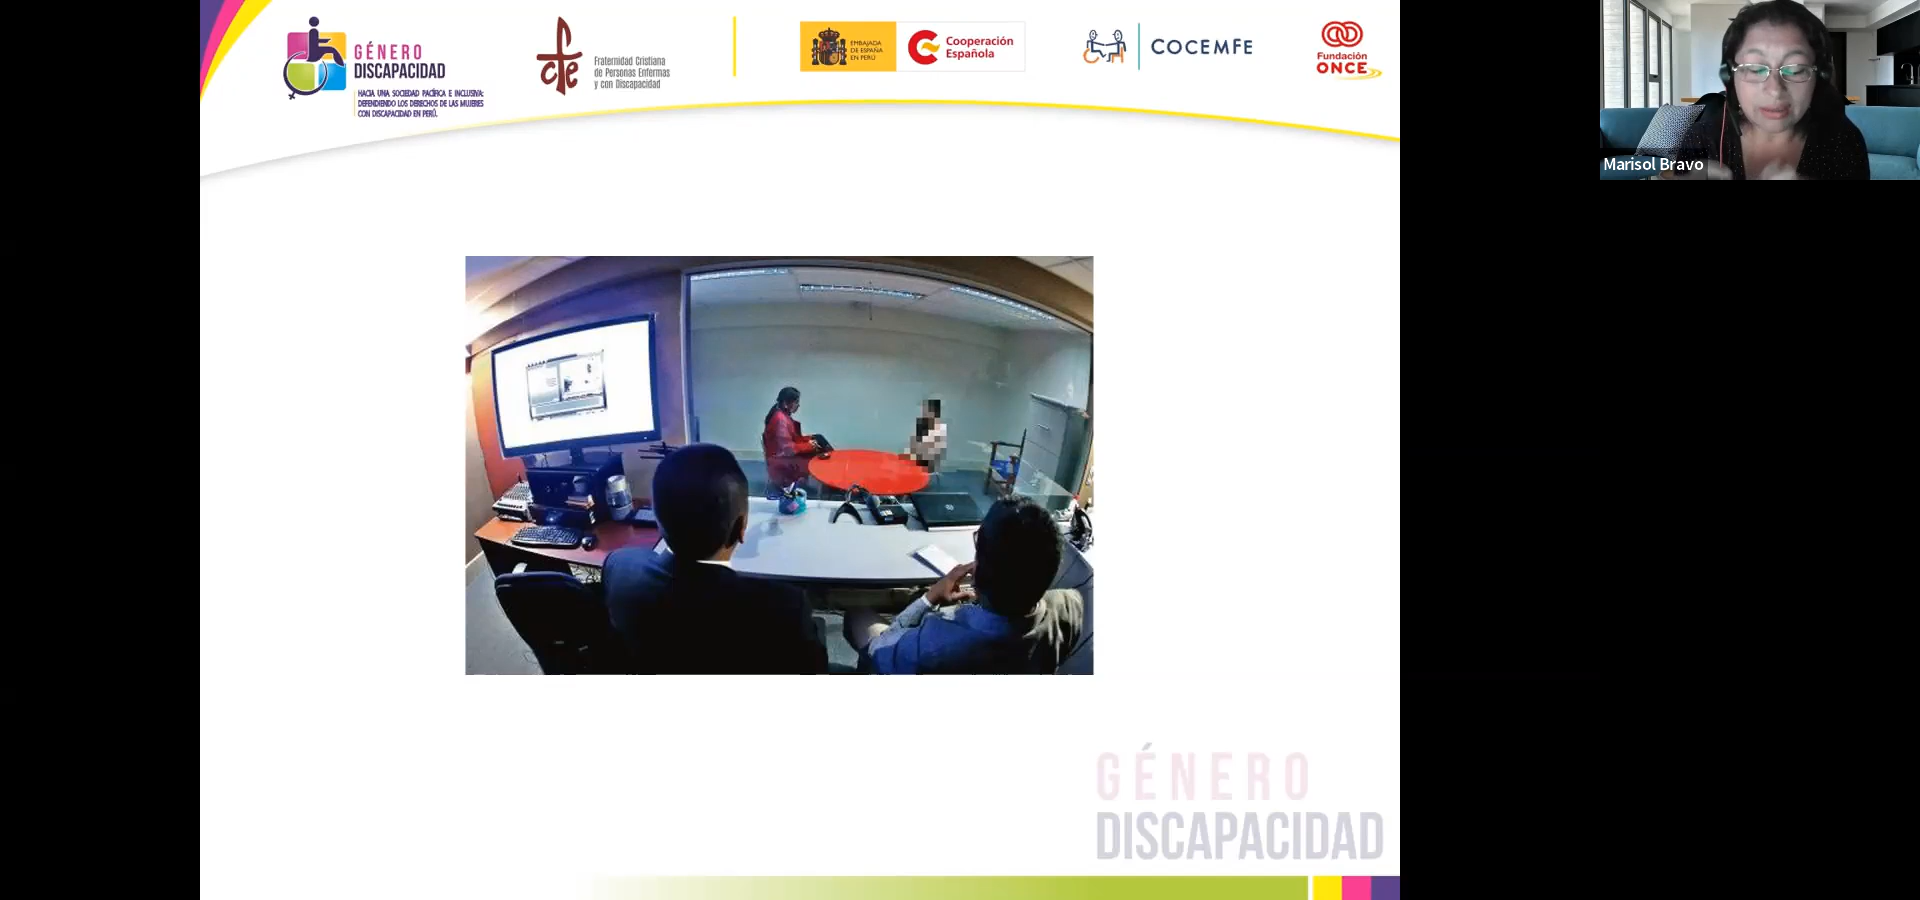 GÉNERO
DISCAPACIDAD
HACIA UNA SOCIEDAD PACÍFICA E INCLUSIVA:
DEFENDIENDO LOS DERECHOS DE LAS MUJERES
CON DISCAPACIDAD EN PERÚ.
fce
Fraternidad Cristiana
de Personas Enfermas
y con Discapacidad
EMBAJADA
DE ESPAÑA
EN PERÚ
Cooperación
Española
COCEMFE
Fundación
ONCE
Marisol Bravo
GÉNERO
DISCAPACIDAD